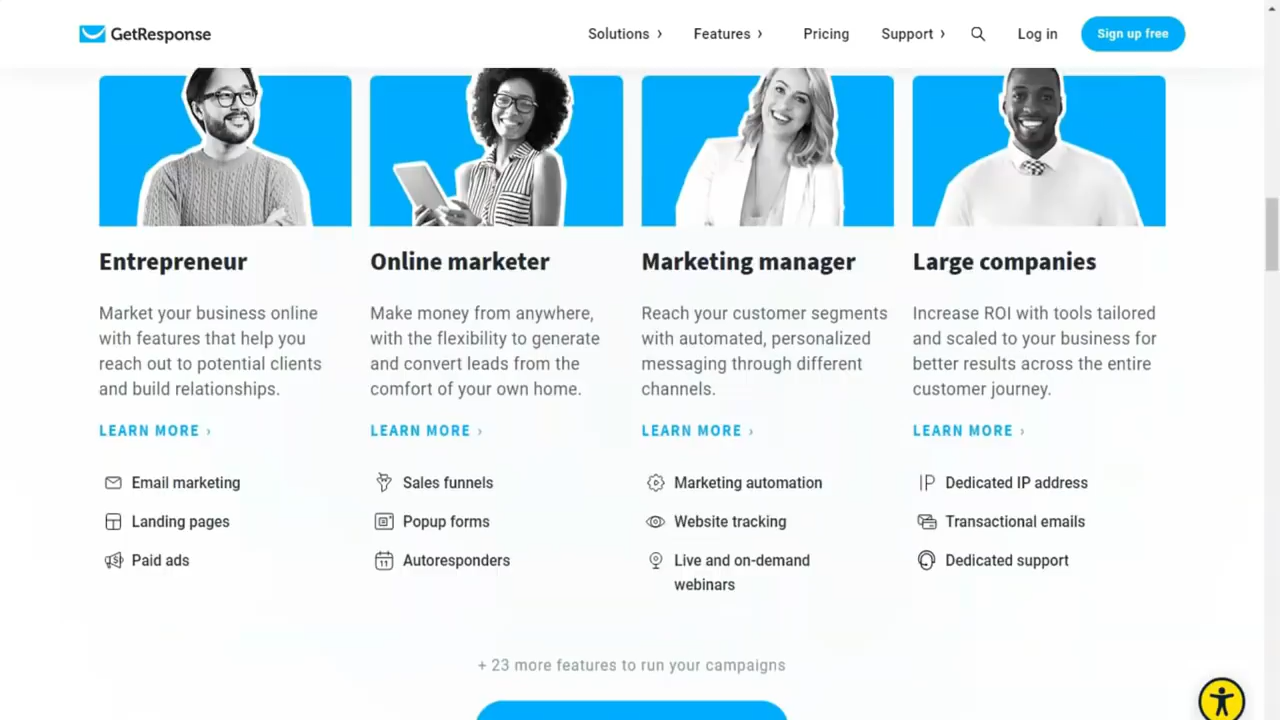 GetResponse
Solutions ›
Features ›
Pricing
Support ›
Log in
Sign up free
Entrepreneur
Market your business online
with features that help you
reach out to potential clients
and build relationships.
LEARN MORE ›
Email marketing
Landing pages
Paid ads
Online marketer
Make money from anywhere,
with the flexibility to generate
and convert leads from the
comfort of your own home.
LEARN MORE ›
Sales funnels
Popup forms
11
Autoresponders
Marketing manager
Reach your customer segments
with automated, personalized
messaging through different
channels.
LEARN MORE ›
Marketing automation
Website tracking
Live and on-demand
webinars
Large companies
Increase ROI with tools tailored
and scaled to your business for
better results across the entire
customer journey.
LEARN MORE ›
IP
Dedicated IP address
Transactional emails
Dedicated support
+ 23 more features to run your campaigns